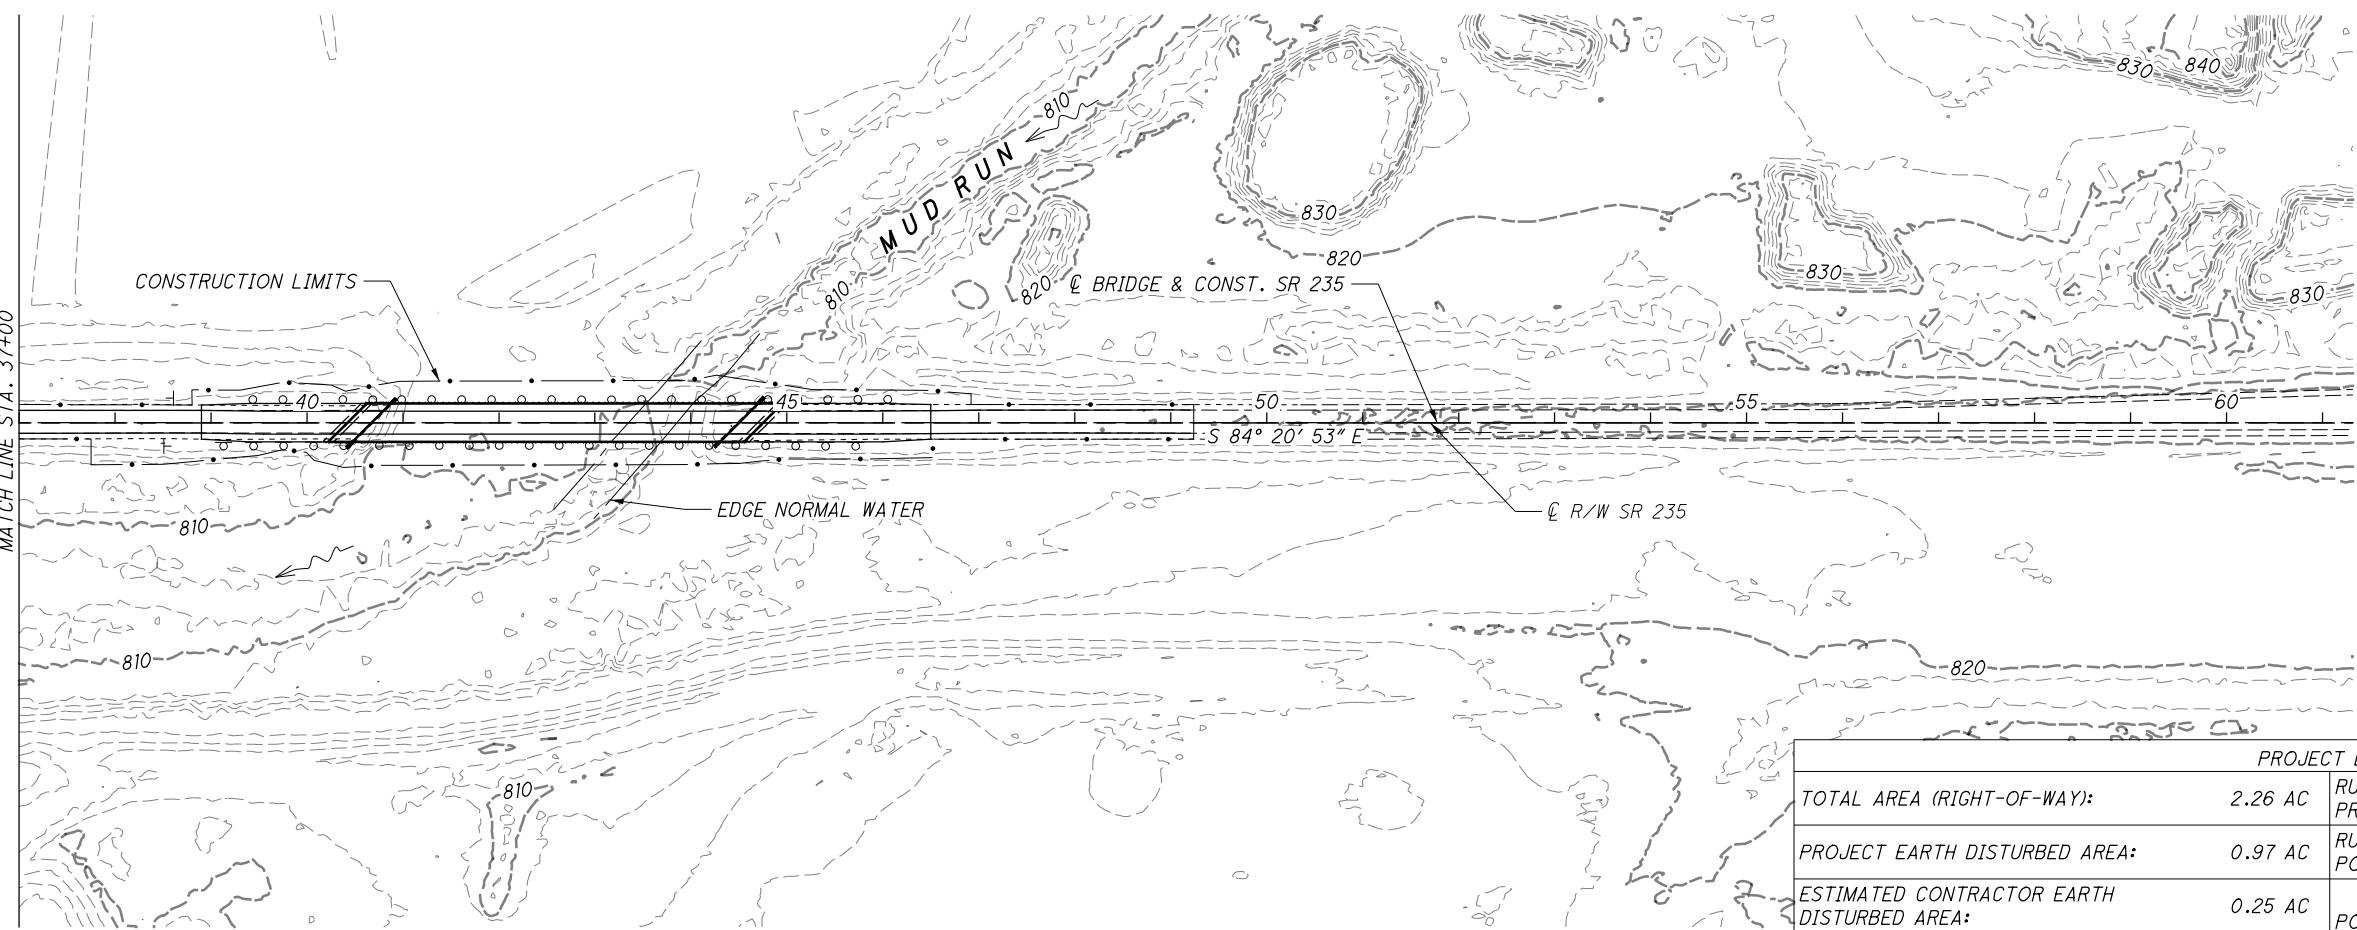 810
830
840
MUD RUN
830
820
830
CONSTRUCTION LIMITS
810
820
℄ BRIDGE & CONST. SR 235
830
MATCH LINE STA. 37+00
40
45
50
55
60
S 84° 20' 53" E
810
EDGE NORMAL WATER
℄ R/W SR 235
810
820
810
TOTAL AREA (RIGHT-OF-WAY): 2.26 AC
PROJECT EARTH DISTURBED AREA: 0.97 AC
ESTIMATED CONTRACTOR EARTH
DISTURBED AREA: 0.25 AC